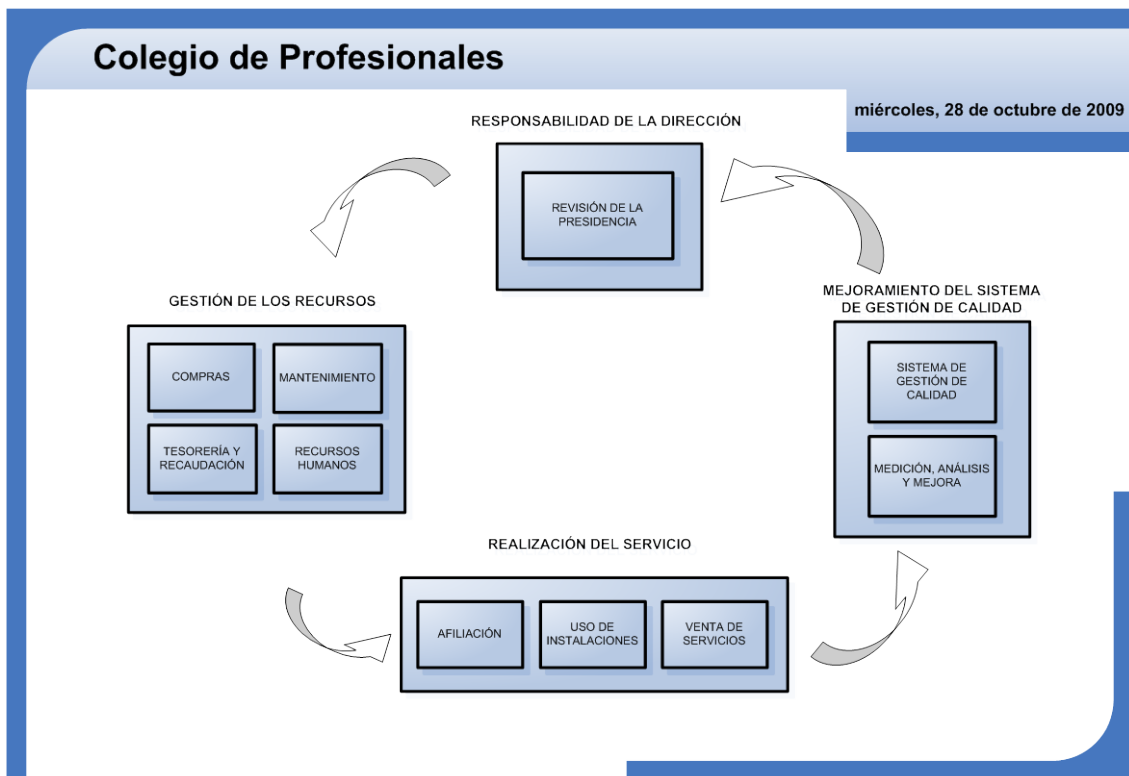 Colegio de Profesionales
miércoles, 28 de octubre de 2009
RESPONSABILIDAD DE LA DIRECCIÓN
REVISIÓN DE LA
PRESIDENCIA
GESTIÓN DE LOS RECURSOS
COMPRAS
MANTENIMIENTO
TESORERÍA Y
RECAUDACIÓN
RECURSOS
HUMANOS
MEJORAMIENTO DEL SISTEMA
DE GESTIÓN DE CALIDAD
SISTEMA DE
GESTIÓN DE
CALIDAD
MEDICIÓN, ANÁLISIS
Y MEJORA
REALIZACIÓN DEL SERVICIO
AFILIACIÓN
USO DE
INSTALACIONES
VENTA DE
SERVICIOS